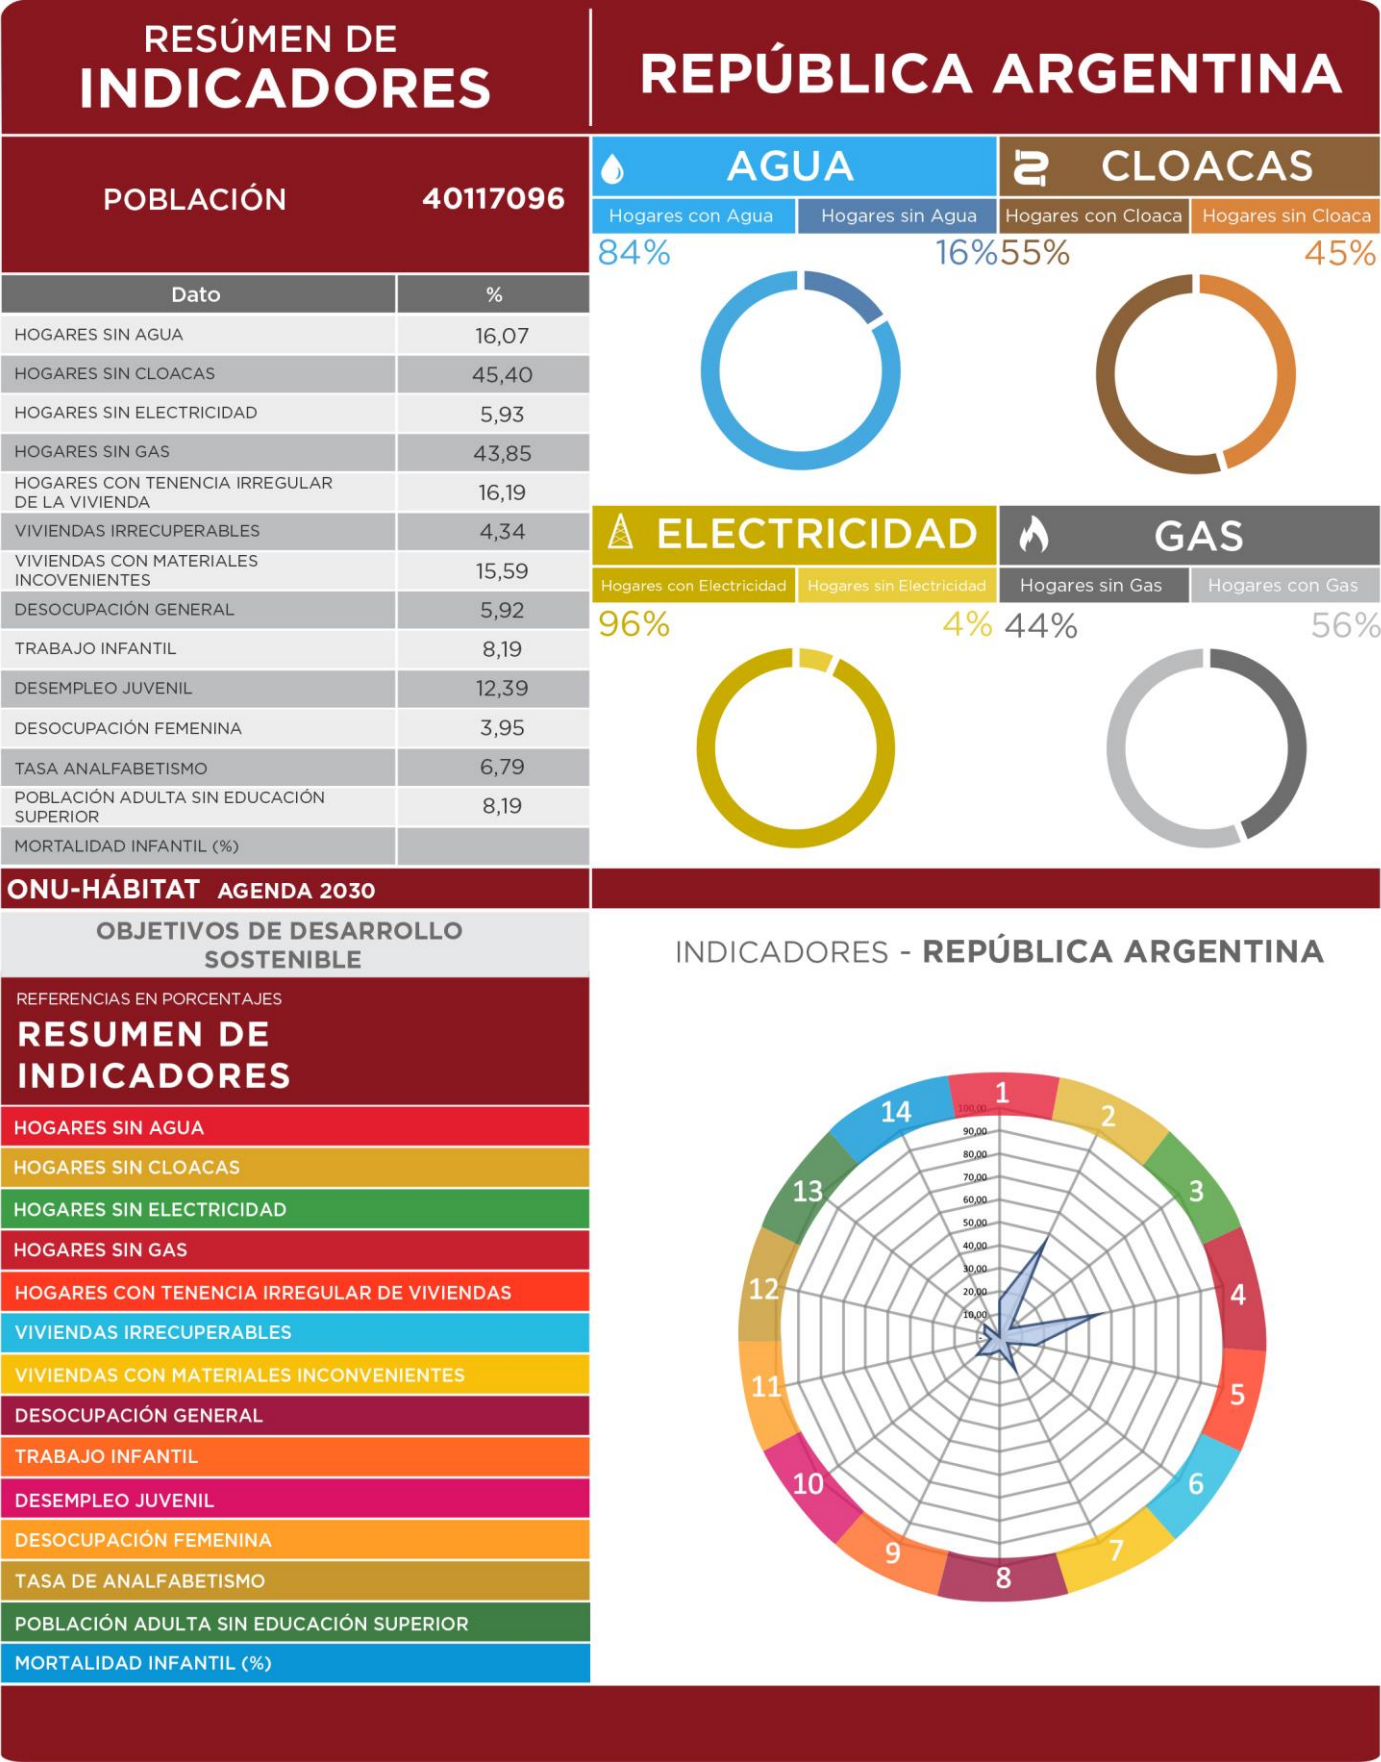 RESÚMEN DE
INDICADORES
REPÚBLICA ARGENTINA
POBLACIÓN 40117096
Dato %
HOGARES SIN AGUA 16,07
HOGARES SIN CLOACAS 45,40
HOGARES SIN ELECTRICIDAD 5,93
HOGARES SIN GAS 43,85
HOGARES CON TENENCIA IRREGULAR
DE LA VIVIENDA 16,19
VIVIENDAS IRRECUPERABLES 4,34
VIVIENDAS CON MATERIALES
INCOVENIENTES 15,59
DESOCUPACIÓN GENERAL 5,92
TRABAJO INFANTIL 8,19
DESEMPLEO JUVENIL 12,39
DESOCUPACIÓN FEMENINA 3,95
TASA ANALFABETISMO 6,79
POBLACIÓN ADULTA SIN EDUCACIÓN
SUPERIOR 8,19
MORTALIDAD INFANTIL (%)
AGUA
Hogares con Agua Hogares sin Agua
84% 16%
CLOACAS
Hogares con Cloaca Hogares sin Cloaca
55% 45%
ELECTRICIDAD
Hogares con Electricidad Hogares sin Electricidad
96% 4%
GAS
Hogares sin Gas Hogares con Gas
44% 56%
ONU-HÁBITAT AGENDA 2030
OBJETIVOS DE DESARROLLO
SOSTENIBLE
REFERENCIAS EN PORCENTAJES
RESUMEN DE
INDICADORES
HOGARES SIN AGUA
HOGARES SIN CLOACAS
HOGARES SIN ELECTRICIDAD
HOGARES SIN GAS
HOGARES CON TENENCIA IRREGULAR DE VIVIENDAS
VIVIENDAS IRRECUPERABLES
VIVIENDAS CON MATERIALES INCONVENIENTES
DESOCUPACIÓN GENERAL
TRABAJO INFANTIL
DESEMPLEO JUVENIL
DESOCUPACIÓN FEMENINA
TASA DE ANALFABETISMO
POBLACIÓN ADULTA SIN EDUCACIÓN SUPERIOR
MORTALIDAD INFANTIL (%)
INDICADORES - REPÚBLICA ARGENTINA
1
2
3
4
5
6
7
8
9
10
11
12
13
14
100,00
90,00
80,00
70,00
60,00
50,00
40,00
30,00
20,00
10,00
-